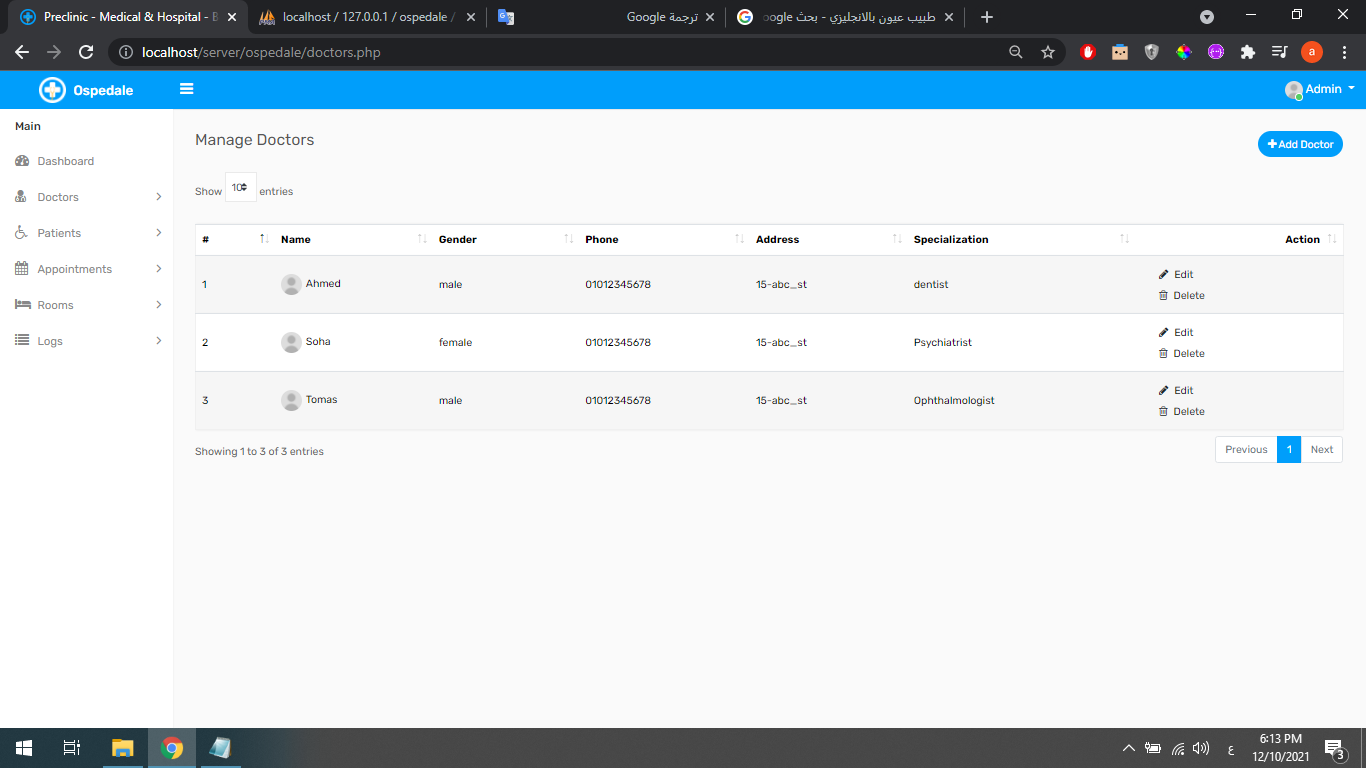 Preclinic - Medical & Hospital - B
localhost / 127.0.0.1 / ospedale /
ترجمة Google
طبيب عيون بالانجليزي - بحث oogle
localhost/server/ospedale/doctors.php
a
Ospedale
Admin
Main
Dashboard
Doctors
Patients
Appointments
Rooms
Logs
Manage Doctors
+Add Doctor
Show 10 entries
# Name Gender Phone Address Specialization Action
1 Ahmed male 01012345678 15-abc_st dentist
Edit
Delete
2 Soha female 01012345678 15-abc_st Psychiatrist
Edit
Delete
3 Tomas male 01012345678 15-abc_st Ophthalmologist
Edit
Delete
Showing 1 to 3 of 3 entries
Previous 1 Next
ع
6:13 PM
12/10/2021
3